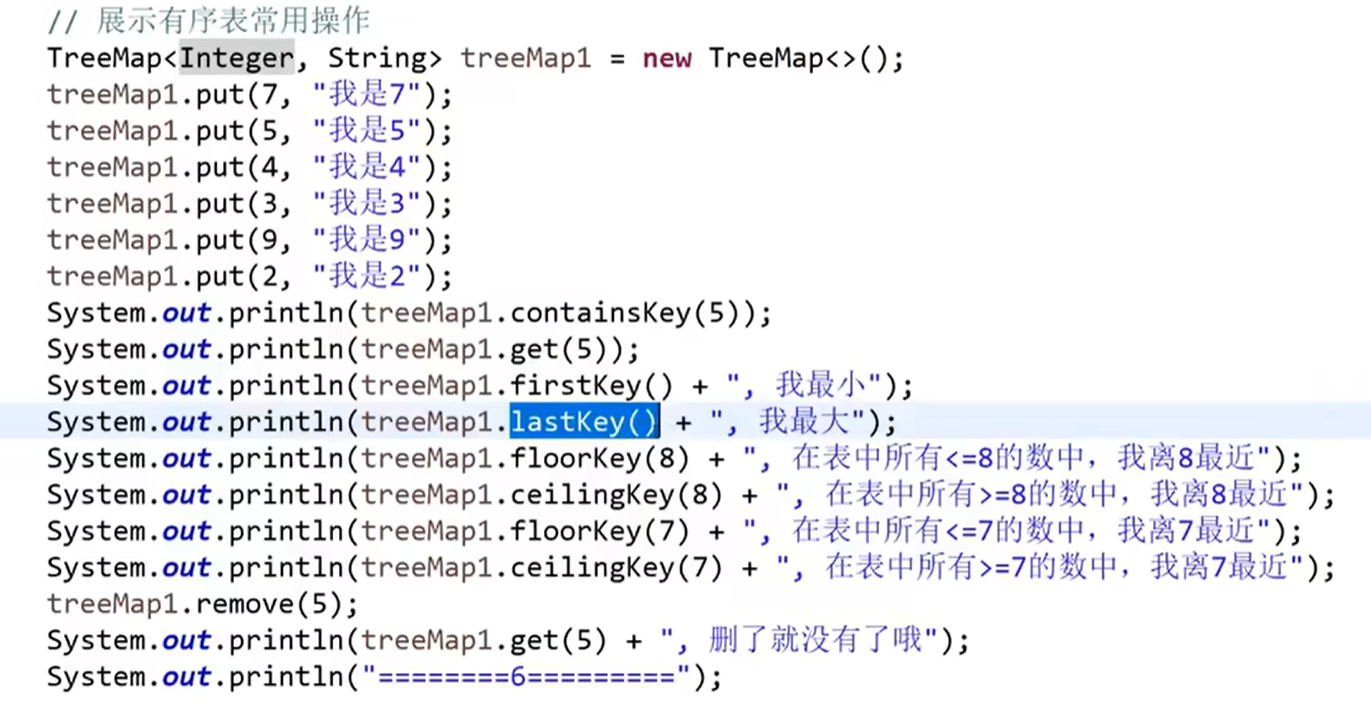 // 展示有序表常用操作
TreeMap<Integer, String> treeMap1 = new TreeMap<>();
treeMap1.put(7, "我是7");
treeMap1.put(5, "我是5");
treeMap1.put(4, "我是4");
treeMap1.put(3, "我是3");
treeMap1.put(9, "我是9");
treeMap1.put(2, "我是2");
System.out.println(treeMap1.containsKey(5));
System.out.println(treeMap1.get(5));
System.out.println(treeMap1.firstKey() + ", 我最小");
System.out.println(treeMap1.lastKey() + ", 我最大");
System.out.println(treeMap1.floorKey(8) + ", 在表中所有<=8的数中，我离8最近");
System.out.println(treeMap1.ceilingKey(8) + ", 在表中所有>=8的数中，我离8最近");
System.out.println(treeMap1.floorKey(7) + ", 在表中所有<=7的数中，我离7最近");
System.out.println(treeMap1.ceilingKey(7) + ", 在表中所有>=7的数中，我离7最近");
treeMap1.remove(5);
System.out.println(treeMap1.get(5) + ", 删了就没有了哦");
System.out.println("========6=========");